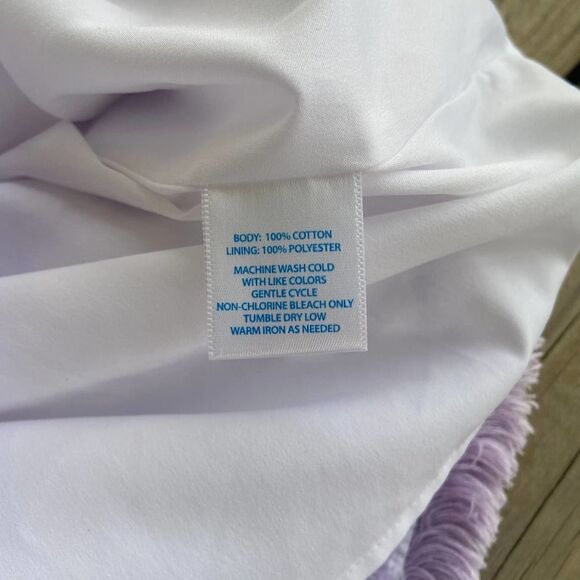 BODY: 100% COTTON
LINING: 100% POLYESTER
MACHINE WASH COLD
WITH LIKE COLORS
GENTLE CYCLE
NON-CHLORINE BLEACH ONLY
TUMBLE DRY LOW
WARM IRON AS NEEDED